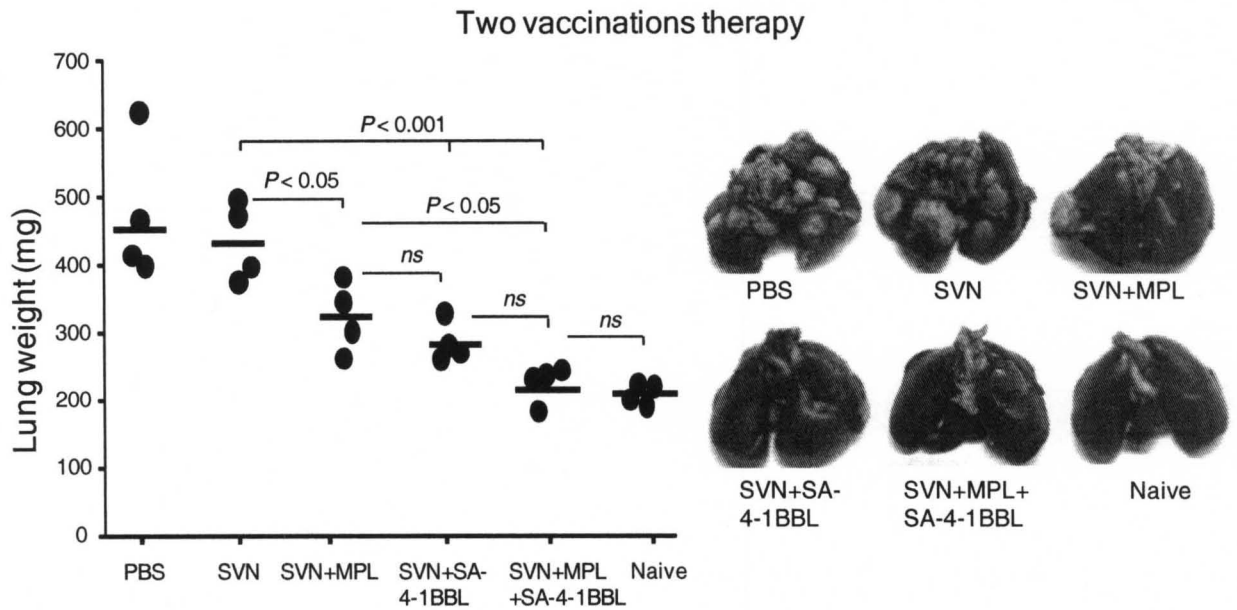 Two vaccinations therapy
Lung weight (mg)
700
600
500
400
300
200
100
0
P < 0.001
P < 0.05
P < 0.05
ns
ns
ns
PBS
SVN
SVN+MPL
SVN+SA-
4-1BBL
SVN+MPL
+SA-4-1BBL
Naive
PBS
SVN
SVN+MPL
SVN+SA-
4-1BBL
SVN+MPL+
SA-4-1BBL
Naive